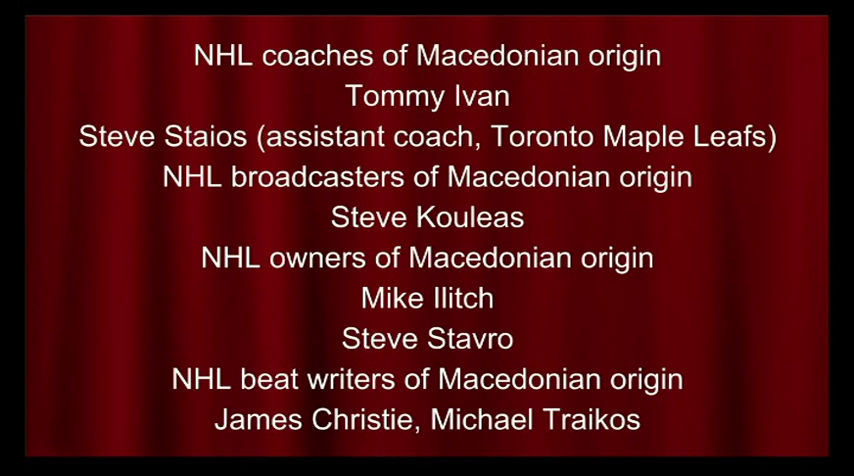 NHL coaches of Macedonian origin
Tommy Ivan
Steve Staios (assistant coach, Toronto Maple Leafs)
NHL broadcasters of Macedonian origin
Steve Kouleas
NHL owners of Macedonian origin
Mike Ilitch
Steve Stavro
NHL beat writers of Macedonian origin
James Christie, Michael Traikos